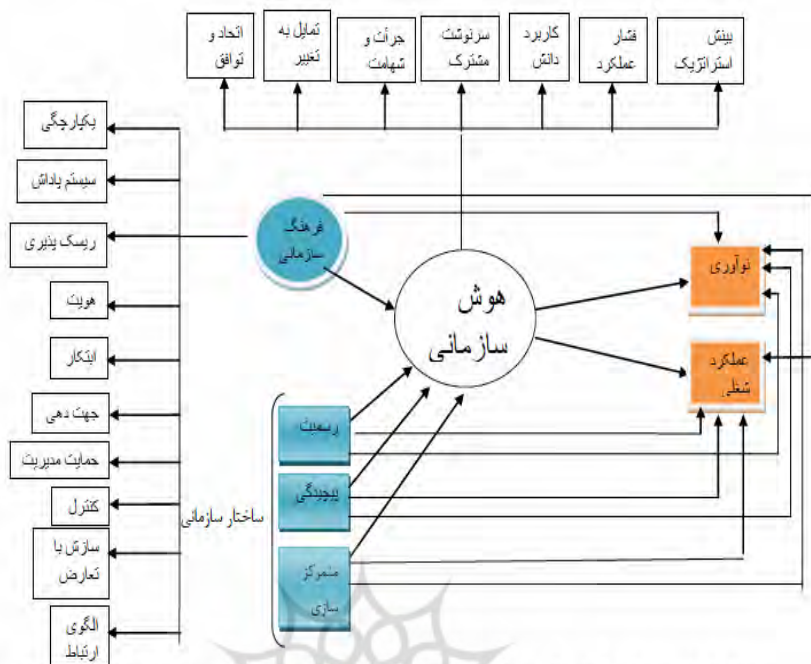 بینش
استراتژیک
فشار
عملکرد
کاربرد
دانش
سرنوشت
مشترک
جرأت و
شهامت
تمایل به
تغییر
اتحاد و
توافق
یکپارچگی
سیستم پاداش
ریسک پذیری
هویت
ابتکار
جهت دهی
حمایت مدیریت
کنترل
سازش با
تعارض
الگوی
ارتباط
فرهنگ
سازمانی
هوش
سازمانی
نوآوری
عملکرد
شغلی
رسمیت
پیچیدگی
متمرکز
سازی
ساختار سازمانی